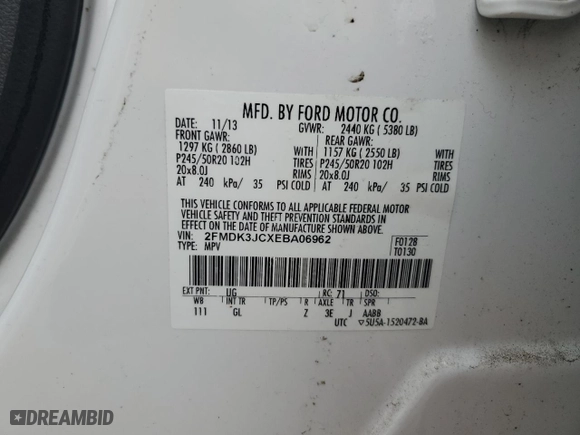 MFD. BY FORD MOTOR CO.
DATE: 11/13 GVWR: 2440 KG ( 5380 LB)
FRONT GAWR: REAR GAWR:
1297 KG ( 2860 LB) WITH 1157 KG ( 2550 LB) WITH
P245/50R20 102H TIRES P245/50R20 102H TIRES
20x8.0J RIMS 20x8.0J RIMS
AT 240 kPa/ 35 PSI COLD AT 240 kPa/ 35 PSI COLD
THIS VEHICLE CONFORMS TO ALL APPLICABLE FEDERAL MOTOR
VEHICLE SAFETY AND THEFT PREVENTION STANDARDS IN
EFFECT ON THE DATE OF MANUFACTURE SHOWN ABOVE.
VIN: 2FMDK3JCXEBA06962 F0128
TYPE: MPV T0130
EXT PNT: UG RC: 71 DSO:
WB INT TR TP/PS R AXLE TR SPR
111 GL Z 3E J AABB
UTC ▽5U5A-1520472-BA
DREAMBID